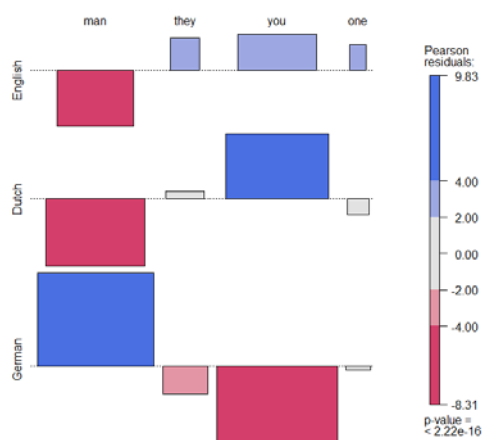 man they you one
English
Dutch
German
Pearson
residuals:
9.83
4.00
2.00
0.00
-2.00
-4.00
-8.31
p-value =
< 2.22e-16